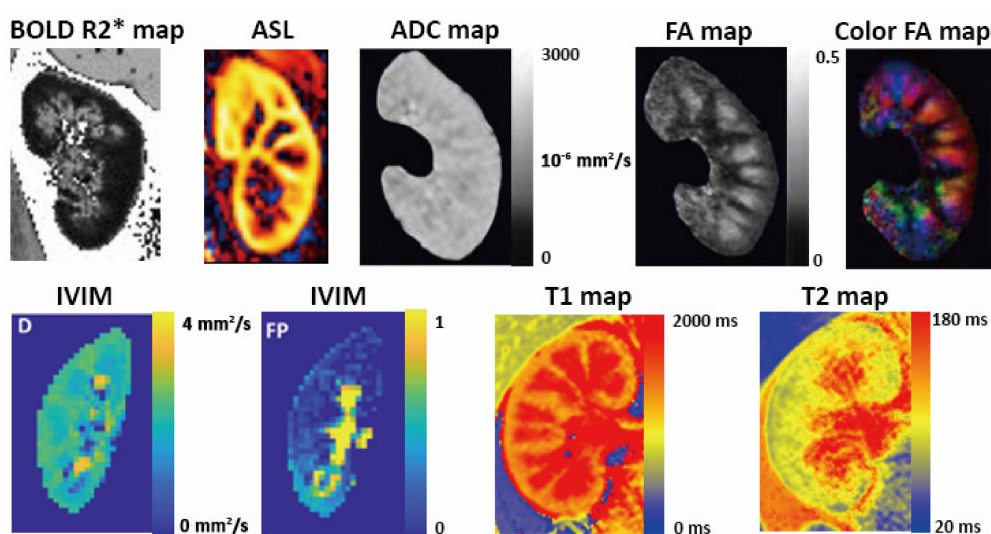 BOLD R2* map
ASL
ADC map
FA map
Color FA map
3000
10⁻⁶ mm²/s
0
0.5
0
IVIM
IVIM
T1 map
T2 map
D
4 mm²/s
0 mm²/s
FP
1
0
2000 ms
0 ms
180 ms
20 ms